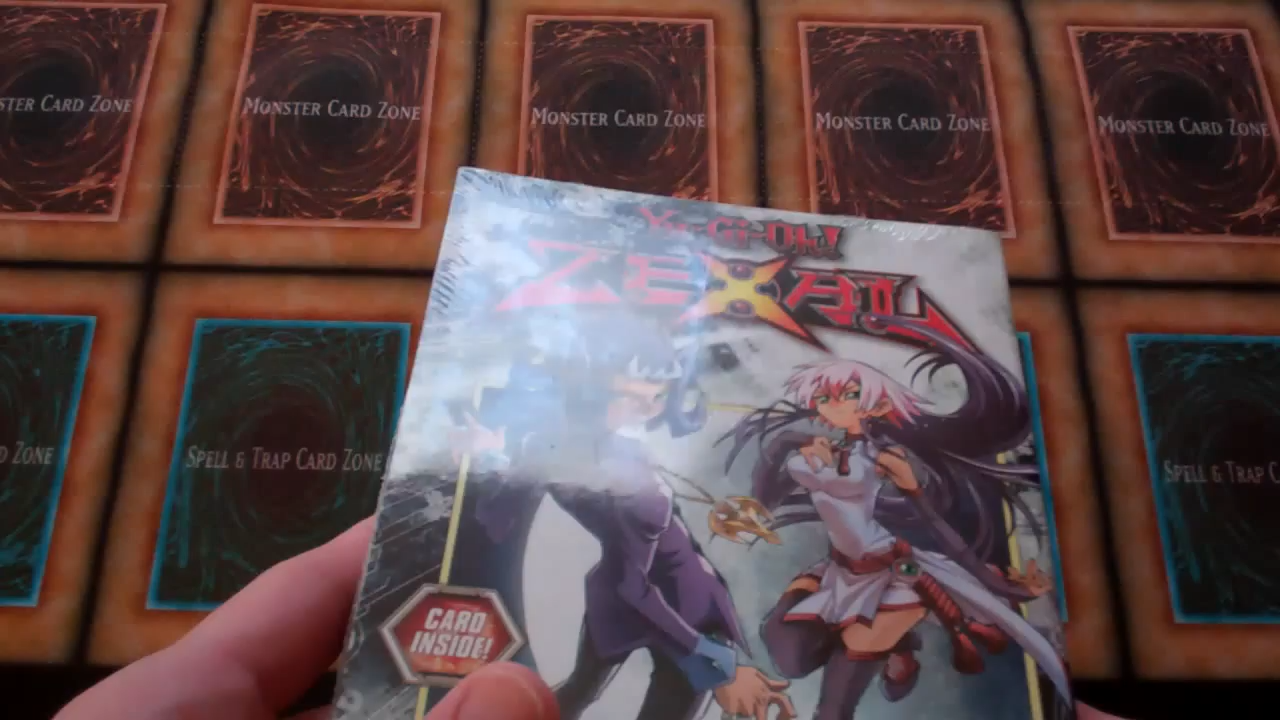 STER CARD ZONE
MONSTER CARD ZONE
MONSTER CARD ZONE
MONSTER CARD ZONE
MONSTER CARD ZONE
Yu-Gi-Oh!
ZEXAL
D ZONE
SPELL & TRAP CARD ZONE
SPELL & TRAP C
CARD
INSIDE!